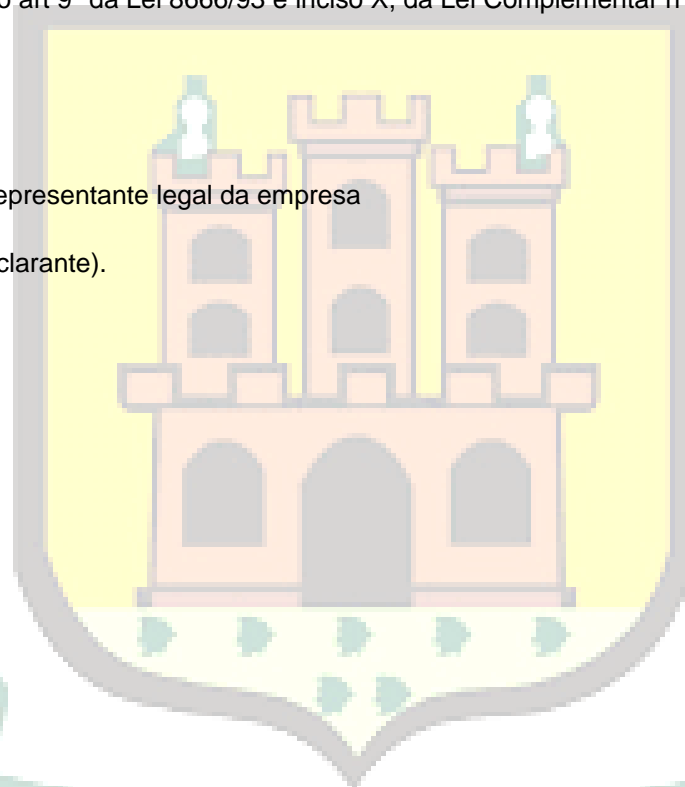 o art 9º da Lei 8666/93 e inciso X, da Lei Complementar n
epresentante legal da empresa
clarante).